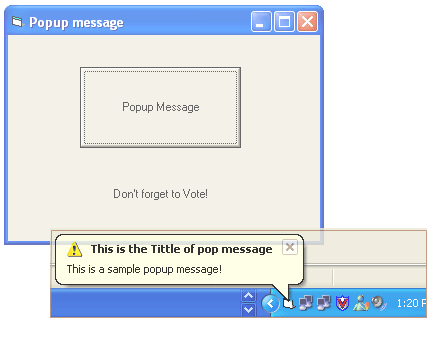 Popup message
Popup Message
Don't forget to Vote!
This is the Tittle of pop message
This is a sample popup message!
1:20 P